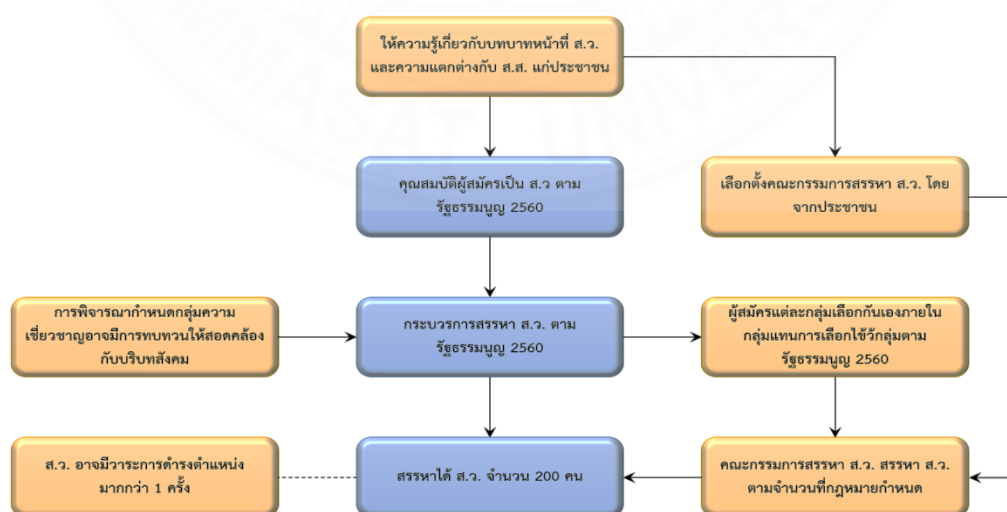 ให้ความรู้เกี่ยวกับบทบาทหน้าที่ ส.ว.
และความแตกต่างกับ ส.ส. แก่ประชาชน
คุณสมบัติผู้สมัครเป็น ส.ว ตาม
รัฐธรรมนูญ 2560
เลือกตั้งคณะกรรมการสรรหา ส.ว. โดย
จากประชาชน
การพิจารณากำหนดกลุ่มความ
เชี่ยวชาญอาจมีการทบทวนให้สอดคล้อง
กับบริบทสังคม
กระบวรการสรรหา ส.ว. ตาม
รัฐธรรมนูญ 2560
ผู้สมัครแต่ละกลุ่มเลือกกันเองภายใน
กลุ่มแทนการเลือกไขว้กลุ่มตาม
รัฐธรรมนูญ 2560
ส.ว. อาจมีวาระการดำรงตำแหน่ง
มากกว่า 1 ครั้ง
สรรหาได้ ส.ว. จำนวน 200 คน
คณะกรรมการสรรหา ส.ว. สรรหา ส.ว.
ตามจำนวนที่กฎหมายกำหนด